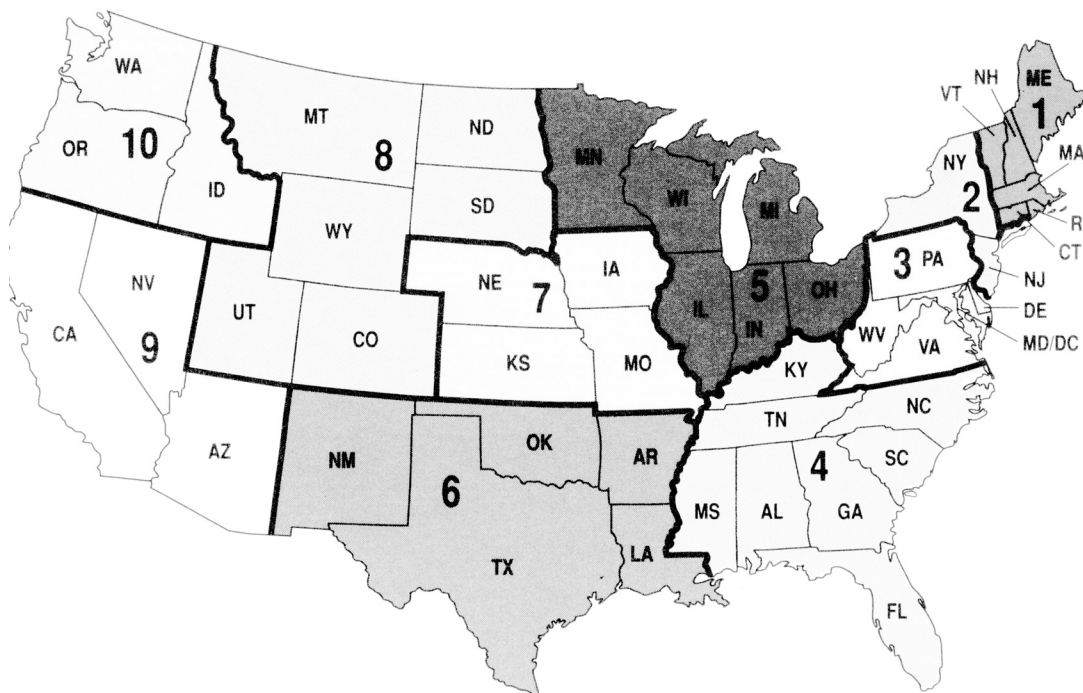 WA
MT
ND
OR
10
8
ID
SD
WY
MN
WI
MI
NH
ME
VT
1
MA
NY
2
R
CT
3
PA
NJ
DE
MD/DC
NV
NE
7
IA
5
OH
IL
IN
WV
VA
CA
UT
CO
9
KS
MO
KY
AZ
NM
OK
AR
TN
NC
SC
4
6
MS
AL
GA
TX
LA
FL